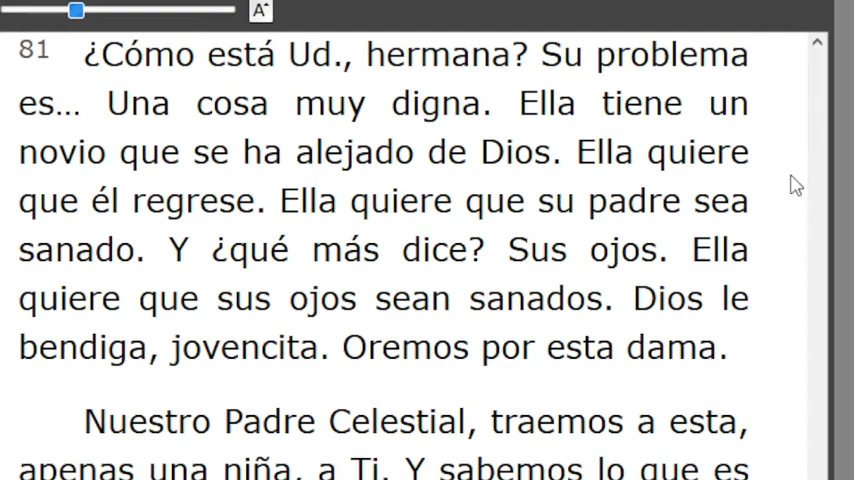 A^
81 ¿Cómo está Ud., hermana? Su problema
es… Una cosa muy digna. Ella tiene un
novio que se ha alejado de Dios. Ella quiere
que él regrese. Ella quiere que su padre sea
sanado. Y ¿qué más dice? Sus ojos. Ella
quiere que sus ojos sean sanados. Dios le
bendiga, jovencita. Oremos por esta dama.
Nuestro Padre Celestial, traemos a esta,
apenas una niña, a Ti. Y sabemos lo que es